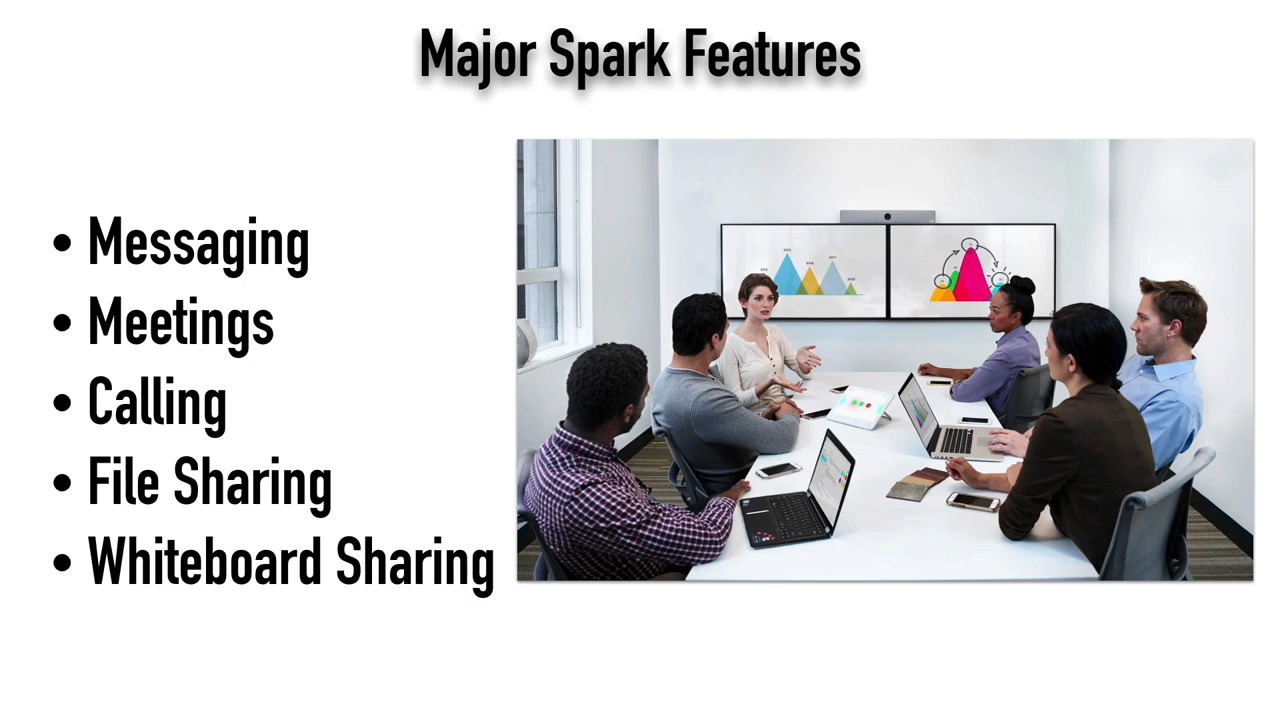 Major Spark Features
• Messaging
• Meetings
• Calling
• File Sharing
• Whiteboard Sharing